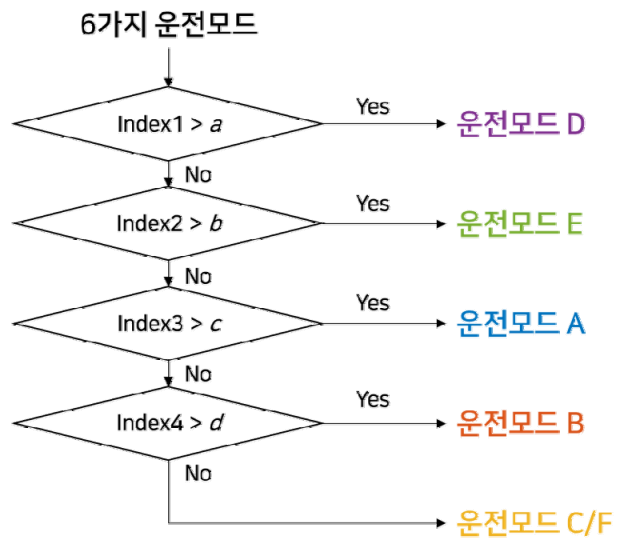 6가지 운전모드
Index1 > a
Yes
운전모드 D
No
Index2 > b
Yes
운전모드 E
No
Index3 > c
Yes
운전모드 A
No
Index4 > d
Yes
운전모드 B
No
운전모드 C/F